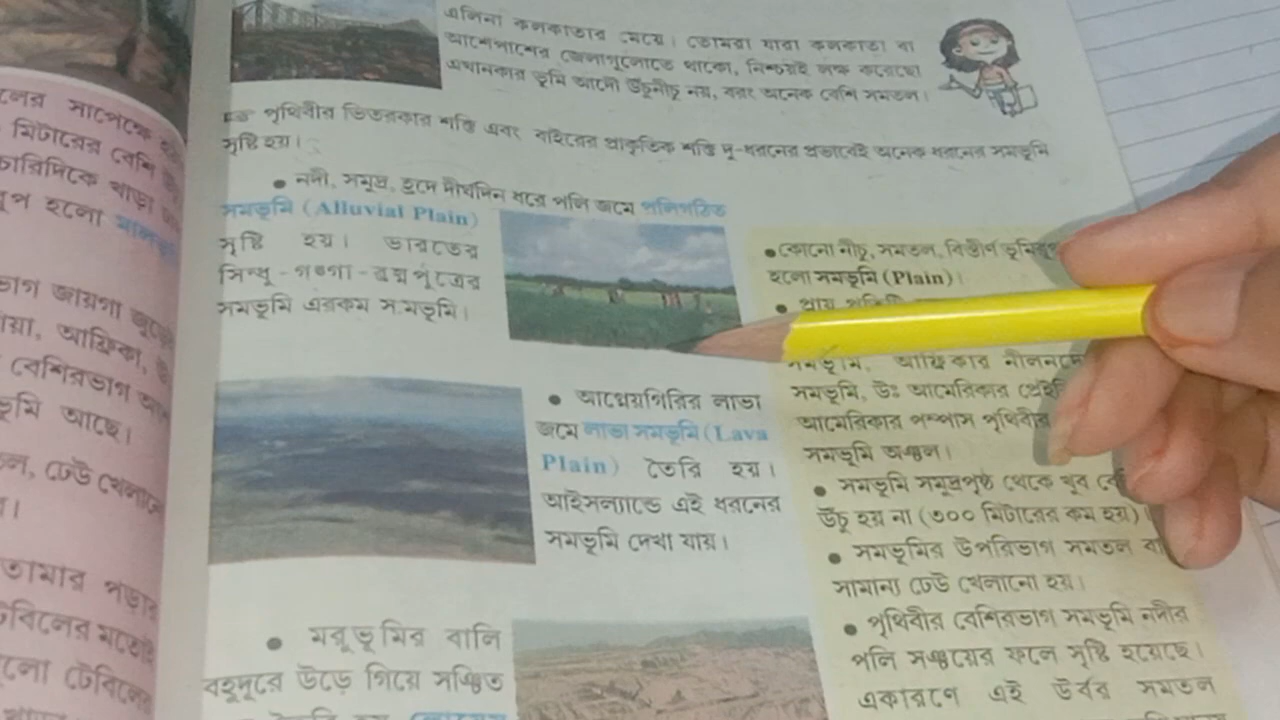 এলিনা কলকাতার মেয়ে। তোমরা যারা কলকাতা বা
আশেপাশের জেলাগুলোতে থাকো, নিশ্চয়ই লক্ষ করেছো
এখানকার ভূমি আদৌ উঁচুনীচু নয়, বরং অনেক বেশি সমতল।
পৃথিবীর ভিতরকার শক্তি এবং বাইরের প্রাকৃতিক শক্তি দু-ধরনের প্রভাবেই অনেক ধরনের সমভূমি
সৃষ্টি হয়।
• নদী, সমুদ্র, হ্রদে দীর্ঘদিন ধরে পলি জমে পলিগঠিত
সমভূমি (Alluvial Plain)
সৃষ্টি হয়। ভারতের
সিন্ধু - গঙ্গা - ব্রহ্মপুত্রের
সমভূমি এরকম সমভূমি।
• আগ্নেয়গিরির লাভা
জমে লাভা সমভূমি (Lava
Plain) তৈরি হয়।
আইসল্যান্ডে এই ধরনের
সমভূমি দেখা যায়।
• মরুভূমির বালি
বহুদূরে উড়ে গিয়ে সঞ্চিত
• কোনো নীচু, সমতল, বিস্তীর্ণ
হলো সমভূমি (Plain)।
• প্রায়
সমভূমি, আফ্রিকার
সমভূমি, উঃ আমেরিকার
আমেরিকার পম্পাস পৃথিবীর
সমভূমি অঞ্চল।
• সমভূমি সমুদ্রপৃষ্ঠ থেকে খুব
উঁচু হয় না (৩০০ মিটারের কম হয়)।
• সমভূমির উপরিভাগ সমতল বা
সামান্য ঢেউ খেলানো হয়।
• পৃথিবীর বেশিরভাগ সমভূমি নদীর
পলি সঞ্চয়ের ফলে সৃষ্টি হয়েছে।
একারণে এই উর্বর সমতল
লের সাপেক্ষে
মিটারের বেশি
চারিদিকে খাড়া
হলো
ভাগ জায়গা
আফ্রিকা,
বেশিরভাগ
ভূমি আছে।
ঢেউ খেলানো
তোমার পড়ার
টেবিলের মতোই
টেবিলের